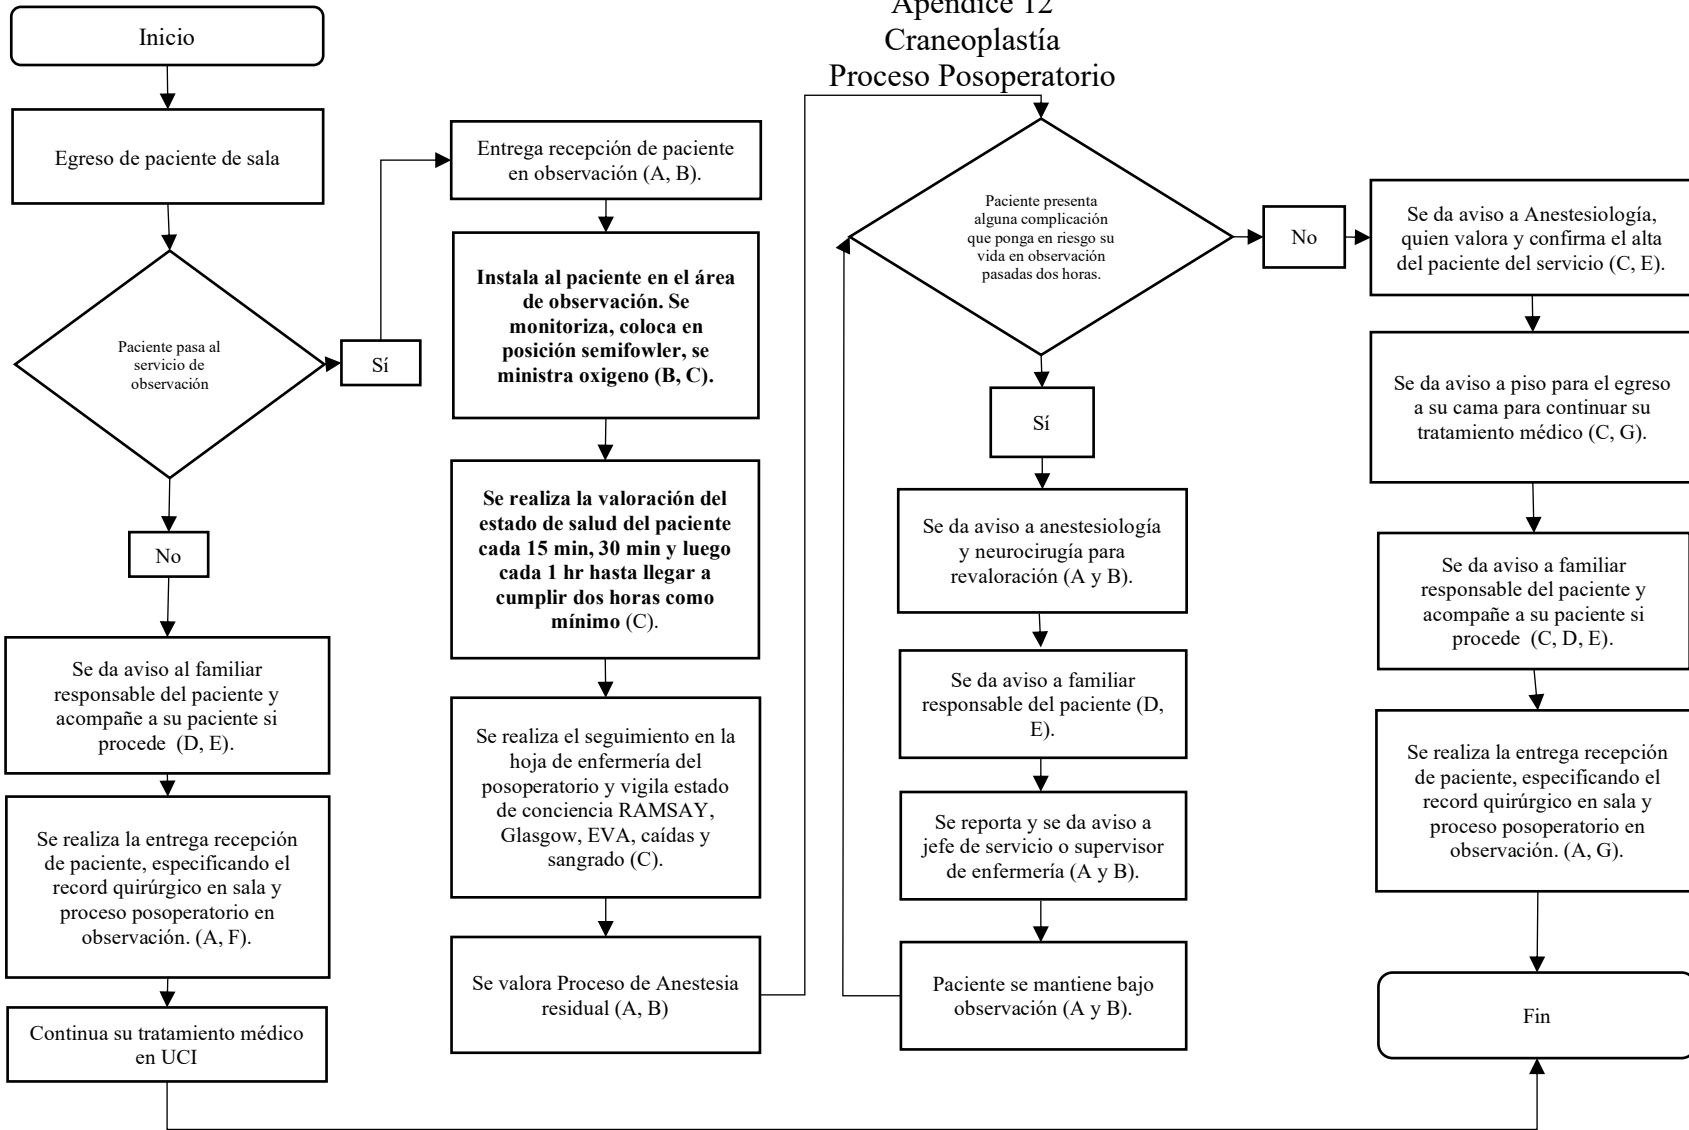 Apéndice 12
Craneoplastía
Proceso Posoperatorio
Inicio
Egreso de paciente de sala
Paciente pasa al
servicio de
observación
Sí
No
Se da aviso al familiar
responsable del paciente y
acompañe a su paciente si
procede (D, E).
Se realiza la entrega recepción
de paciente, especificando el
record quirúrgico en sala y
proceso posoperatorio en
observación. (A, F).
Continua su tratamiento médico
en UCI
Entrega recepción de paciente
en observación (A, B).
Instala al paciente en el área
de observación. Se
monitoriza, coloca en
posición semifowler, se
ministra oxigeno (B, C).
Se realiza la valoración del
estado de salud del paciente
cada 15 min, 30 min y luego
cada 1 hr hasta llegar a
cumplir dos horas como
mínimo (C).
Se realiza el seguimiento en la
hoja de enfermería del
posoperatorio y vigila estado
de conciencia RAMSAY,
Glasgow, EVA, caídas y
sangrado (C).
Se valora Proceso de Anestesia
residual (A, B)
Paciente presenta
alguna complicación
que ponga en riesgo su
vida en observación
pasadas dos horas.
Sí
Se da aviso a anestesiología
y neurocirugía para
revaloración (A y B).
Se da aviso a familiar
responsable del paciente (D,
E).
Se reporta y se da aviso a
jefe de servicio o supervisor
de enfermería (A y B).
Paciente se mantiene bajo
observación (A y B).
No
Se da aviso a Anestesiología,
quien valora y confirma el alta
del paciente del servicio (C, E).
Se da aviso a piso para el egreso
a su cama para continuar su
tratamiento médico (C, G).
Se da aviso a familiar
responsable del paciente y
acompañe a su paciente si
procede (C, D, E).
Se realiza la entrega recepción
de paciente, especificando el
record quirúrgico en sala y
proceso posoperatorio en
observación. (A, G).
Fin